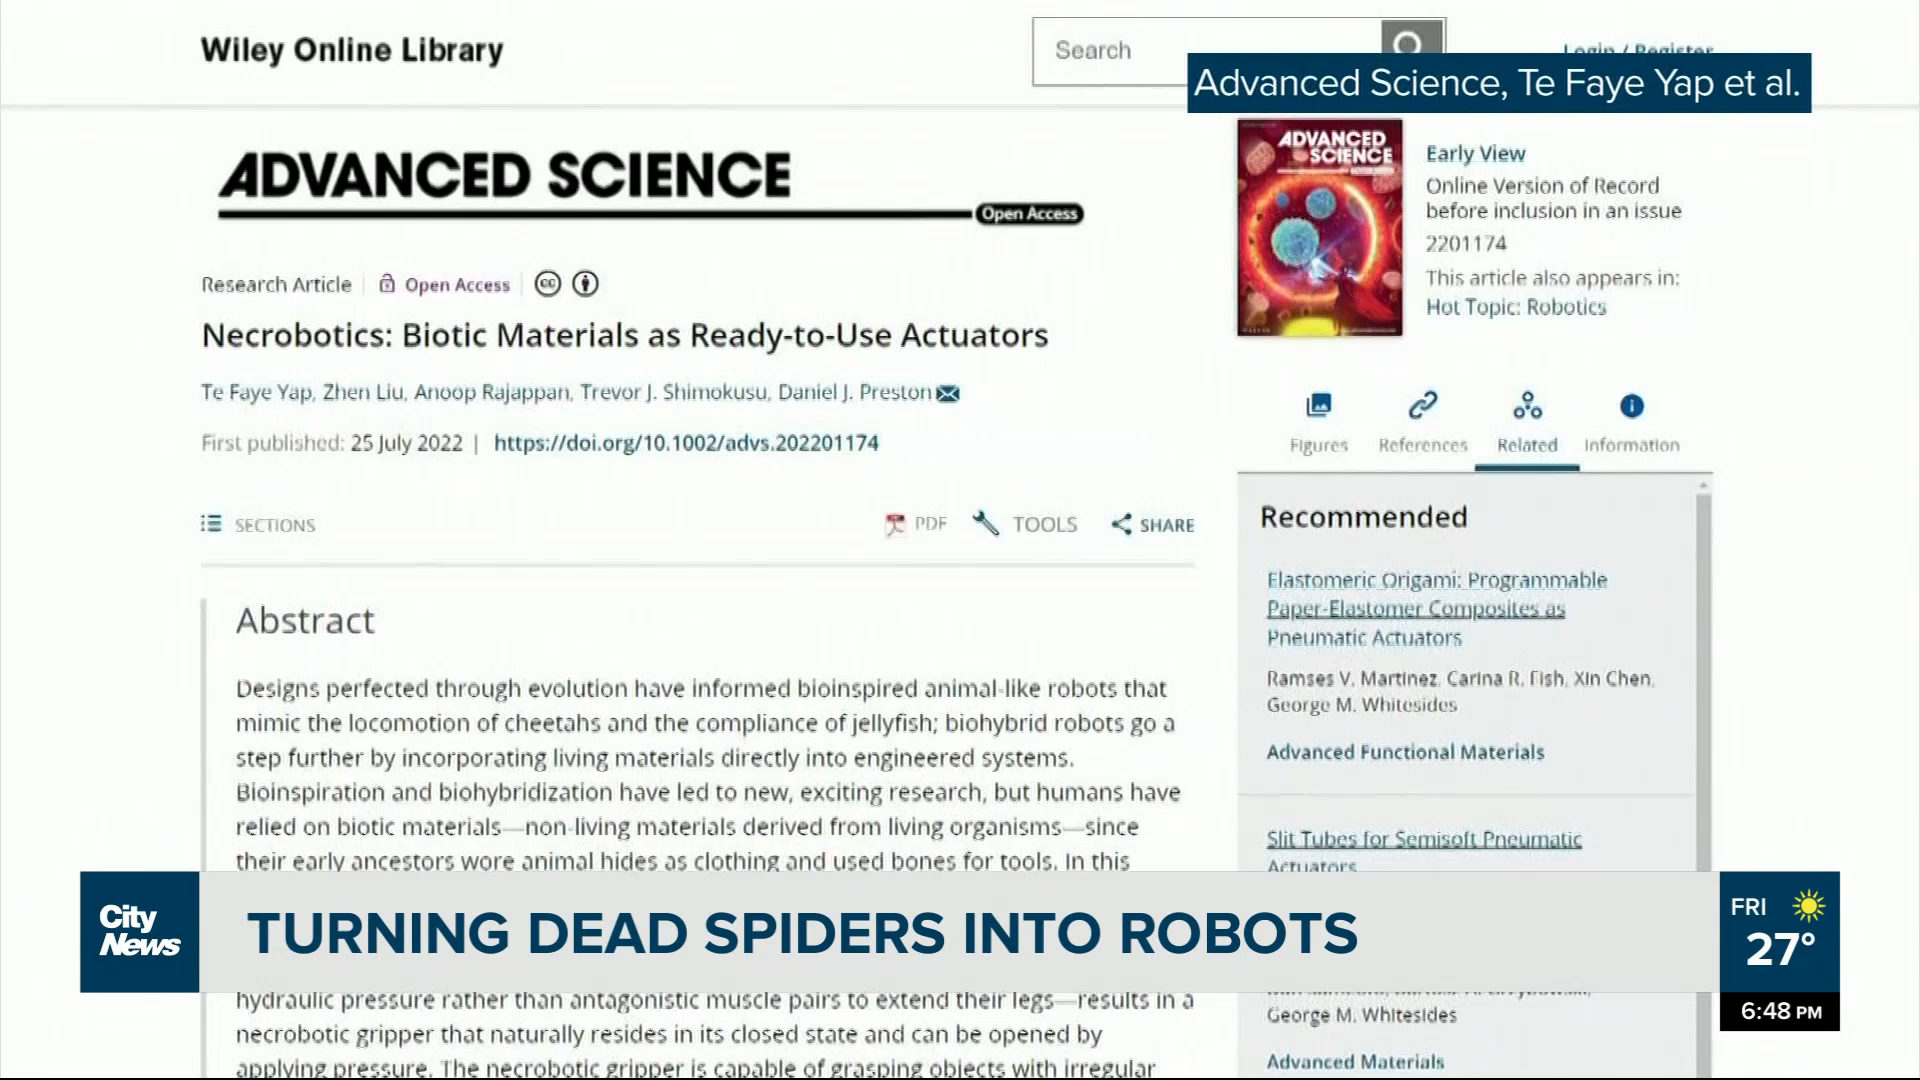 Wiley Online Library
Search
Login / Register
Advanced Science, Te Faye Yap et al.
ADVANCED SCIENCE
Open Access
Research Article
Open Access
Necrobotics: Biotic Materials as Ready-to-Use Actuators
Te Faye Yap, Zhen Liu, Anoop Rajappan, Trevor J. Shimokusu, Daniel J. Preston
First published: 25 July 2022 | https://doi.org/10.1002/advs.202201174
SECTIONS
PDF
TOOLS
SHARE
Abstract
Designs perfected through evolution have informed bioinspired animal-like robots that
mimic the locomotion of cheetahs and the compliance of jellyfish; biohybrid robots go a
step further by incorporating living materials directly into engineered systems.
Bioinspiration and biohybridization have led to new, exciting research, but humans have
relied on biotic materials—non-living materials derived from living organisms—since
their early ancestors wore animal hides as clothing and used bones for tools. In this
hydraulic pressure rather than antagonistic muscle pairs to extend their legs—results in a
necrobotic gripper that naturally resides in its closed state and can be opened by
applying pressure. The necrobotic gripper is capable of grasping objects with irregular
ADVANCED
SCIENCE
Early View
Online Version of Record
before inclusion in an issue
2201174
This article also appears in:
Hot Topic: Robotics
Figures
References
Related
Information
Recommended
Elastomeric Origami: Programmable
Paper-Elastomer Composites as
Pneumatic Actuators
Ramses V. Martinez, Carina R. Fish, Xin Chen,
George M. Whitesides
Advanced Functional Materials
Slit Tubes for Semisoft Pneumatic
Actuators
George M. Whitesides
Advanced Materials
City
News
TURNING DEAD SPIDERS INTO ROBOTS
FRI
27°
6:48 PM